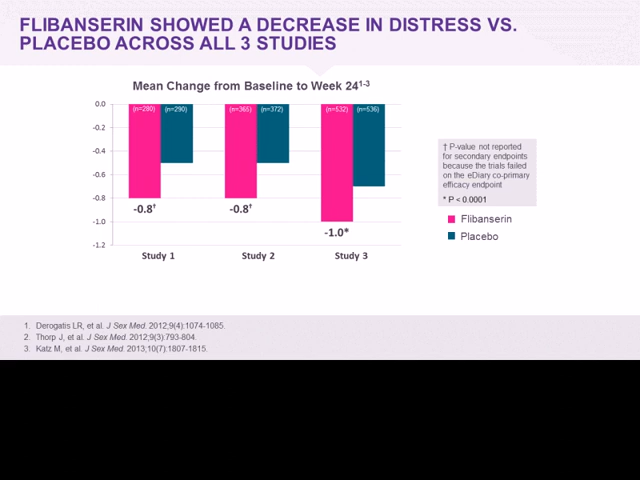 FLIBANSERIN SHOWED A DECREASE IN DISTRESS VS.
PLACEBO ACROSS ALL 3 STUDIES
Mean Change from Baseline to Week 24¹⁻³
0.0
-0.2
-0.4
-0.6
-0.8
-1.0
-1.2
(n=280) (n=290) (n=365) (n=372) (n=532) (n=536)
-0.8† -0.8† -1.0*
Study 1 Study 2 Study 3
† P-value not reported
for secondary endpoints
because the trials failed
on the eDiary co-primary
efficacy endpoint
* P < 0.0001
Flibanserin
Placebo
1. Derogatis LR, et al. J Sex Med. 2012;9(4):1074-1085.
2. Thorp J, et al. J Sex Med. 2012;9(3):793-804.
3. Katz M, et al. J Sex Med. 2013;10(7):1807-1815.